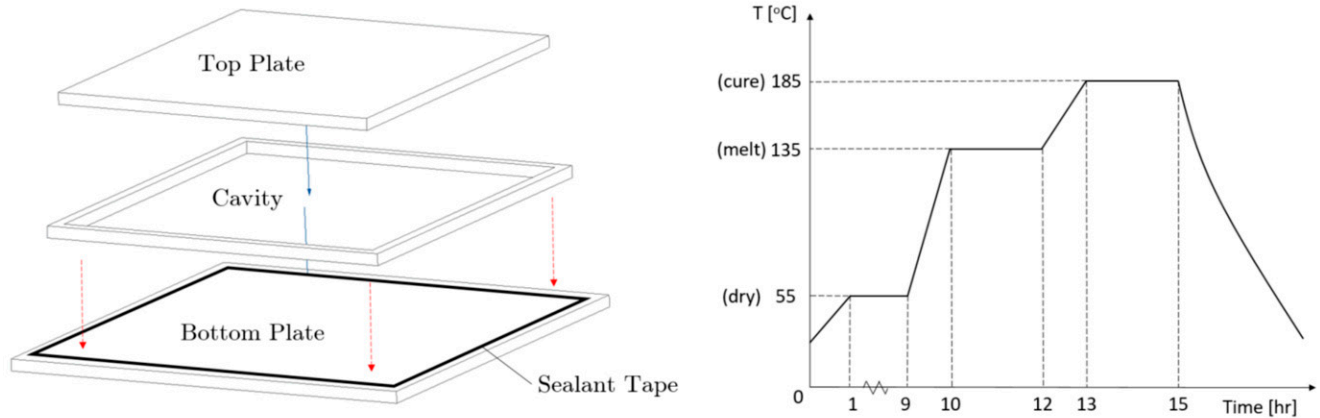 Top Plate
Cavity
Bottom Plate
Sealant Tape
T [°C]
(cure) 185
(melt) 135
(dry) 55
0
1 9 10 12 13 15 Time [hr]